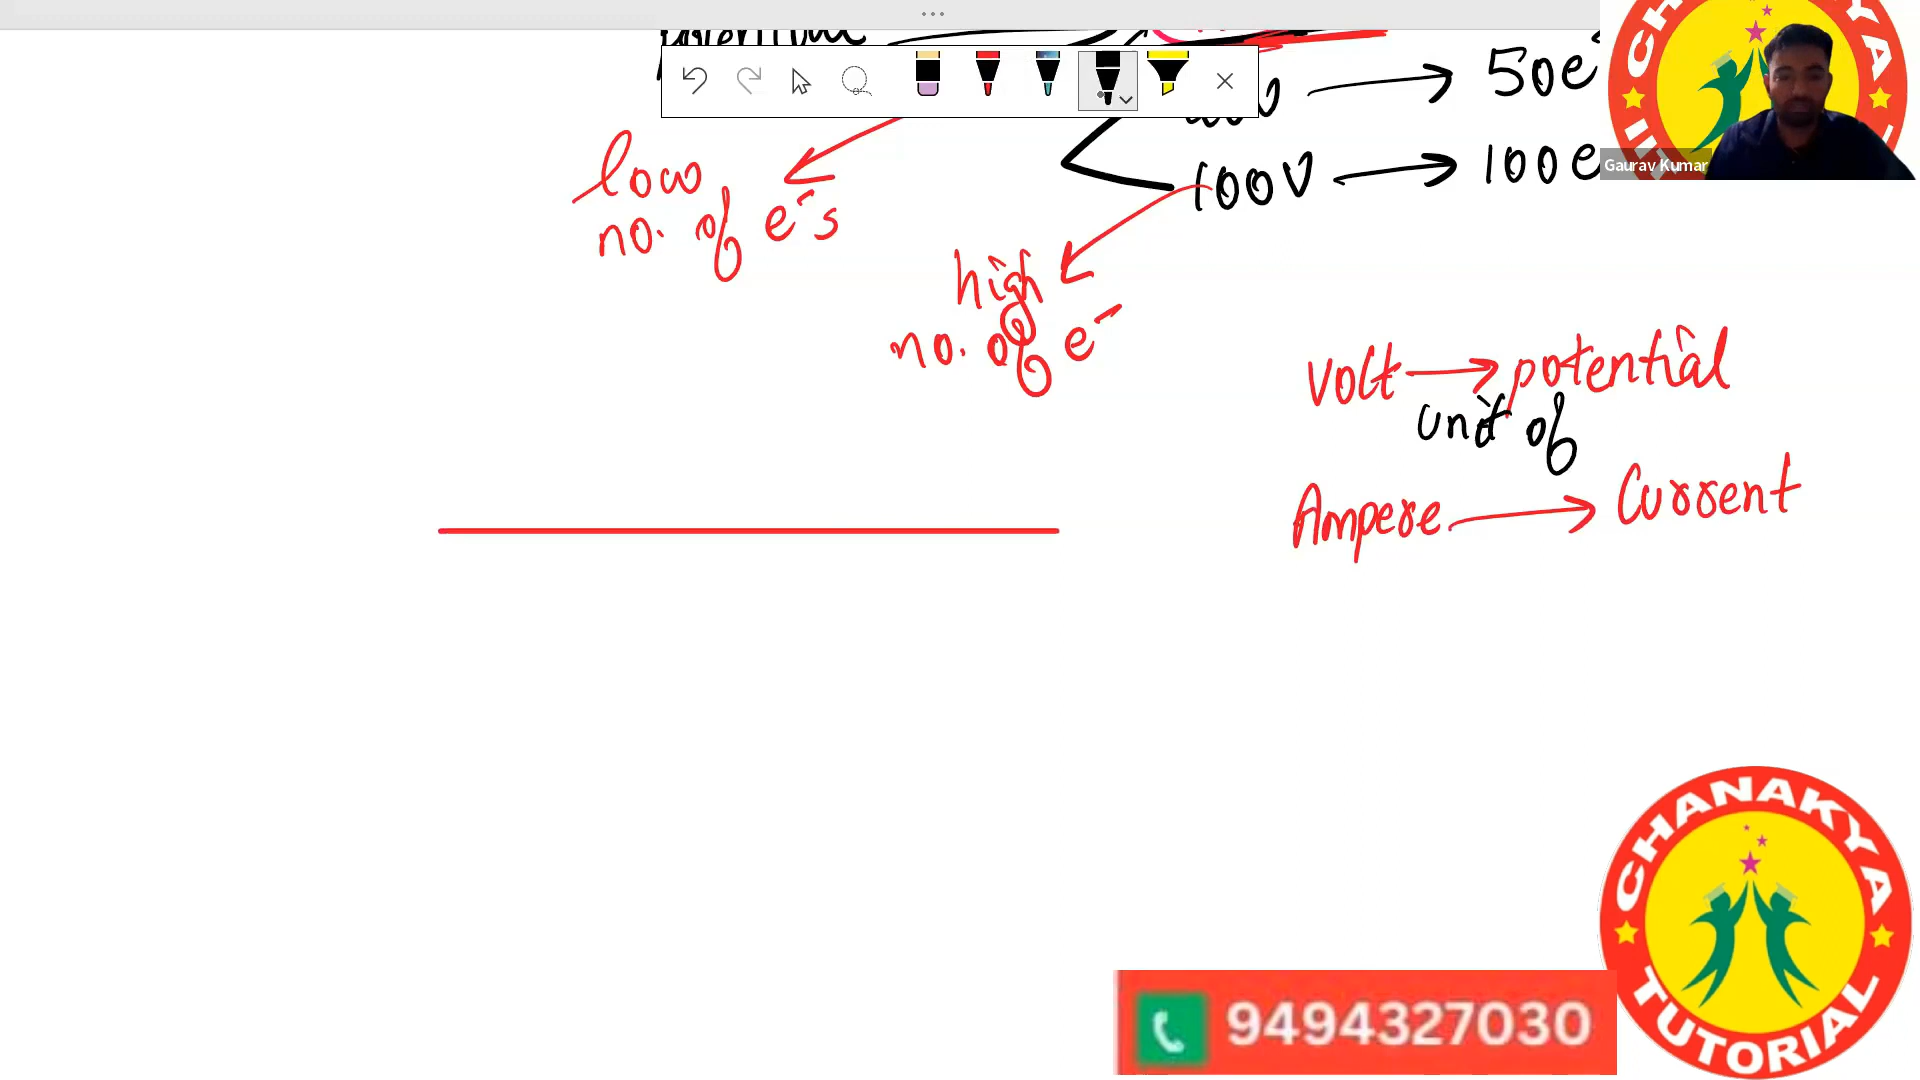 potential
50e
100V → 100e
Gaurav Kumar
low
no. of e⁻s
high
no. of e⁻
Volt → potential
unit of
Ampere → Current
CHANAKYA
TUTORIAL
9494327030